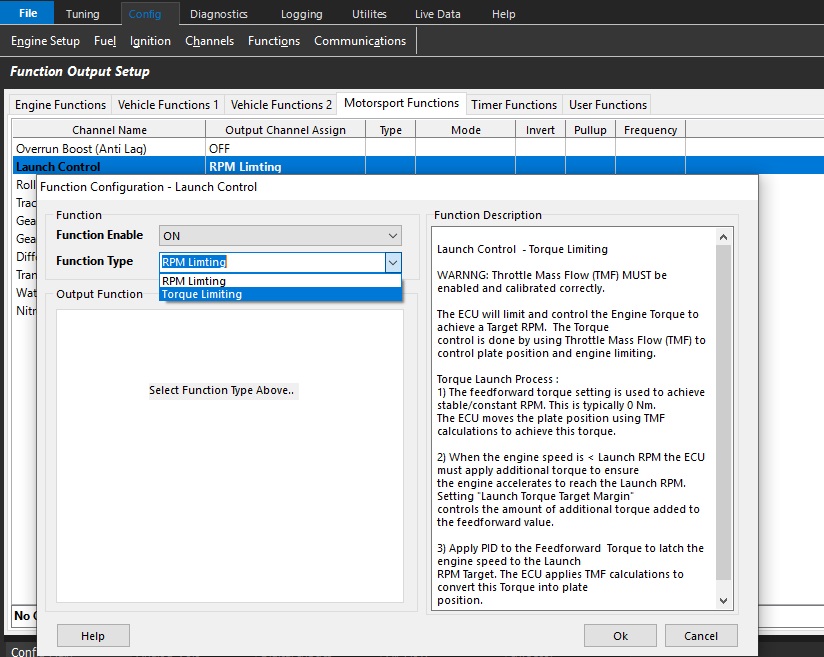 File Tuning Config Diagnostics Logging Utilites Live Data Help
Engine Setup Fuel Ignition Channels Functions Communications
Function Output Setup
Engine Functions Vehicle Functions 1 Vehicle Functions 2 Motorsport Functions Timer Functions User Functions
Channel Name Output Channel Assign Type Mode Invert Pullup Frequency
Overrun Boost (Anti Lag) OFF
Launch Control RPM Limting
Roll
Trac
Gea
Gea
Diff
Tran
Wat
Nitr
No
Function Configuration - Launch Control
Function
Function Enable ON
Function Type RPM Limting
RPM Limting
Torque Limiting
Output Function
Select Function Type Above..
Function Description
Launch Control - Torque Limiting
WARNNG: Throttle Mass Flow (TMF) MUST be
enabled and calibrated correctly.
The ECU will limit and control the Engine Torque to
achieve a Target RPM. The Torque
control is done by using Throttle Mass Flow (TMF) to
control plate position and engine limiting.
Torque Launch Process :
1) The feedforward torque setting is used to achieve
stable/constant RPM. This is typically 0 Nm.
The ECU moves the plate position using TMF
calculations to achieve this torque.
2) When the engine speed is < Launch RPM the ECU
must apply additional torque to ensure
the engine accelerates to reach the Launch RPM.
Setting "Launch Torque Target Margin"
controls the amount of additional torque added to
the feedforward value.
3) Apply PID to the Feedforward Torque to latch the
engine speed to the Launch
RPM Target. The ECU applies TMF calculations to
convert this Torque into plate
position.
Help Ok Cancel